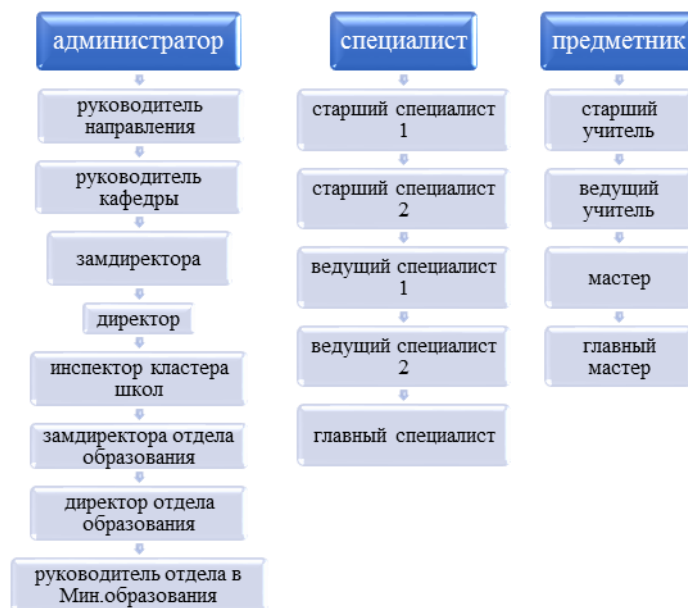 администратор
руководитель
направления
руководитель
кафедры
замдиректора
директор
инспектор кластера
школ
замдиректора отдела
образования
директор отдела
образования
руководитель отдела в
Мин.образования
специалист
старший специалист
1
старший специалист
2
ведущий специалист
1
ведущий специалист
2
главный специалист
предметник
старший
учитель
ведущий
учитель
мастер
главный
мастер